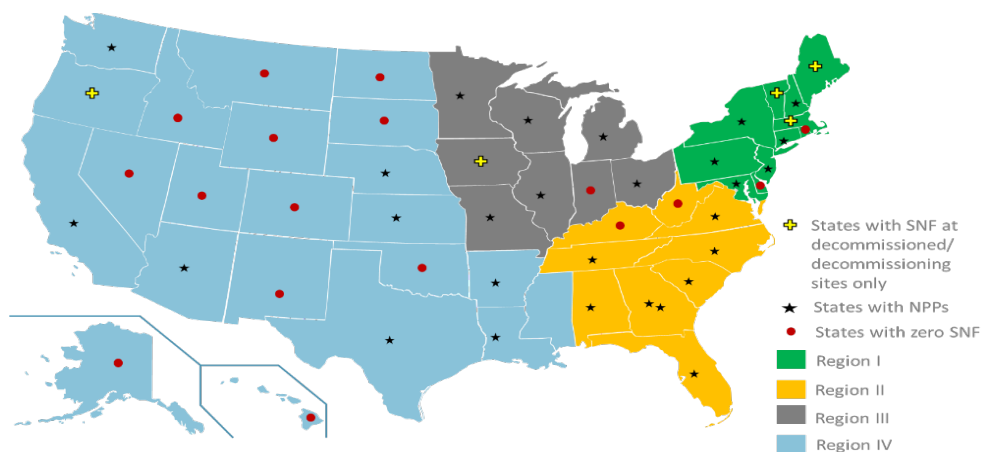 States with SNF at
decommissioned/
decommissioning
sites only
States with NPPs
States with zero SNF
Region I
Region II
Region III
Region IV